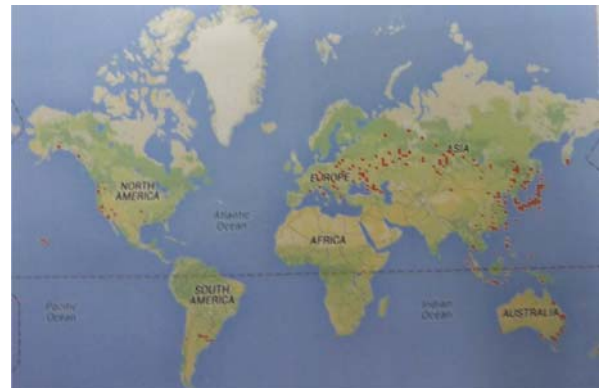 NORTH
AMERICA
EUROPE
ASIA
Atlantic
Ocean
AFRICA
Pacific
Ocean
SOUTH
AMERICA
Indian
Ocean
AUSTRALIA